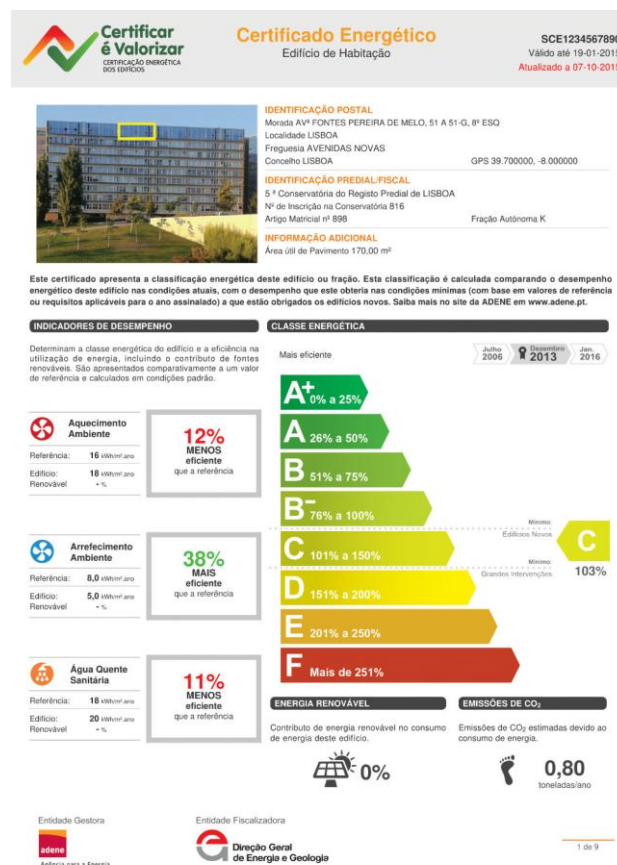 Certificar
é Valorizar
CERTIFICAÇÃO ENERGÉTICA
DOS EDIFÍCIOS
Certificado Energético
Edifício de Habitação
SCE1234567890
Válido até 19-01-2015
Atualizado a 07-10-2015
IDENTIFICAÇÃO POSTAL
Morada AVª FONTES PEREIRA DE MELO, 51 A 51-G, 8º ESQ
Localidade LISBOA
Freguesia AVENIDAS NOVAS
Concelho LISBOA GPS 39.700000, -8.000000
IDENTIFICAÇÃO PREDIAL/FISCAL
5 ª Conservatória do Registo Predial de LISBOA
Nº de Inscrição na Conservatória 816
Artigo Matricial nº 898 Fração Autónoma K
INFORMAÇÃO ADICIONAL
Área útil de Pavimento 170,00 m²
Este certificado apresenta a classificação energética deste edifício ou fração. Esta classificação é calculada comparando o desempenho
energético deste edifício nas condições atuais, com o desempenho que este obteria nas condições mínimas (com base em valores de referência
ou requisitos aplicáveis para o ano assinalado) a que estão obrigados os edifícios novos. Saiba mais no site da ADENE em www.adene.pt.
INDICADORES DE DESEMPENHO
Determinam a classe energética do edifício e a eficiência na
utilização de energia, incluindo o contributo de fontes
renováveis. São apresentados comparativamente a um valor
de referência e calculados em condições padrão.
Aquecimento
Ambiente
Referência: 16 kWh/m².ano
Edifício: 18 kWh/m².ano
Renovável - %
12%
MENOS
eficiente
que a referência
Arrefecimento
Ambiente
Referência: 8,0 kWh/m².ano
Edifício: 5,0 kWh/m².ano
Renovável - %
38%
MAIS
eficiente
que a referência
Água Quente
Sanitária
Referência: 18 kWh/m².ano
Edifício: 20 kWh/m².ano
Renovável - %
11%
MENOS
eficiente
que a referência
CLASSE ENERGÉTICA
Mais eficiente
Julho
2006
Dezembro
2013
Jan.
2016
A+ 0% a 25%
A 26% a 50%
B 51% a 75%
B- 76% a 100%
C 101% a 150%
D 151% a 200%
E 201% a 250%
F Mais de 251%
Mínimo:
Edifícios Novos
Mínimo:
Grandes Intervenções
C
103%
ENERGIA RENOVÁVEL
Contributo de energia renovável no consumo
de energia deste edifício.
0%
EMISSÕES DE CO₂
Emissões de CO₂ estimadas devido ao
consumo de energia.
0,80
toneladas/ano
Entidade Gestora
adene
Agência para a Energia
Entidade Fiscalizadora
Direção Geral
de Energia e Geologia
1 de 9